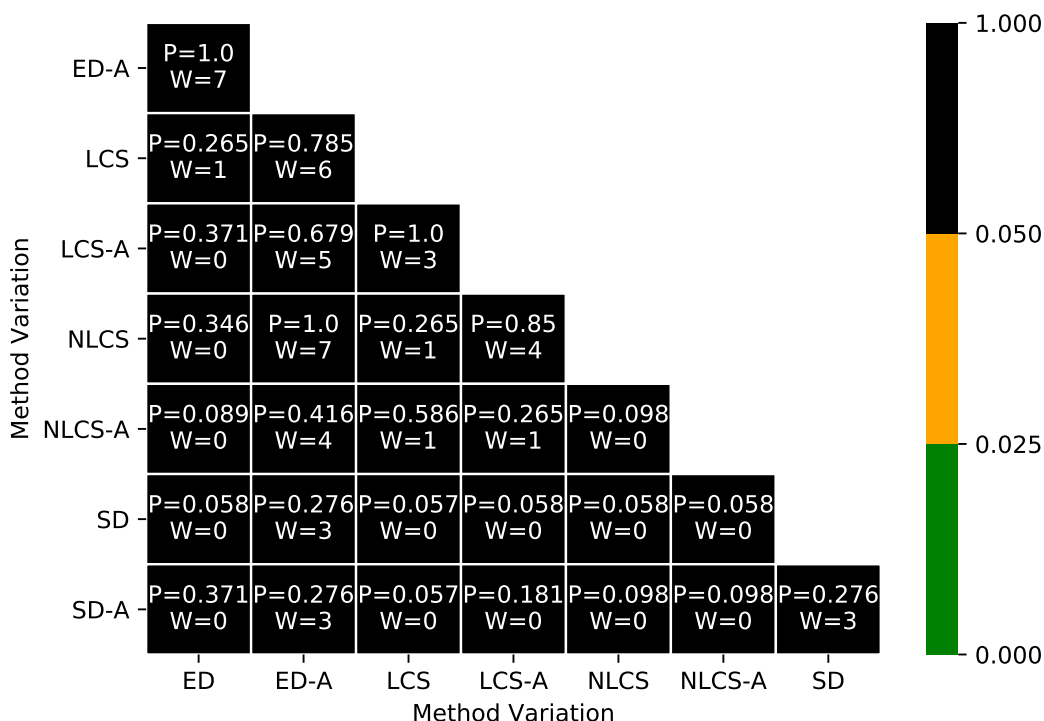 1.000
P=1.0
ED-A
W=7
P=0.265 P=0.785
LCS
W=1 W=6
0.050
P=0.371 P=0.679 P=1.0
LCS-A
W=0 W=5 W=3
P=0.346 P=1.0 P=0.265 P=0.85
NLCS
W=0 W=7 W=1 W=4
P=0.089 P=0.416 P=0.586 P=0.265 P=0.098
NLCS-A
W=0 W=4 W=1 W=1 W=0
0.025
P=0.058 P=0.276 P=0.057 P=0.058 P=0.058 P=0.058
SD
W=0 W=3 W=0 W=0 W=0 W=0
P=0.371 P=0.276 P=0.057 P=0.181 P=0.098 P=0.098 P=0.276
SD-A
W=0 W=3 W=0 W=0 W=0 W=0 W=3
0.000
ED ED-A LCS LCS-A NLCS NLCS-A SD
Method Variation
Method Variation